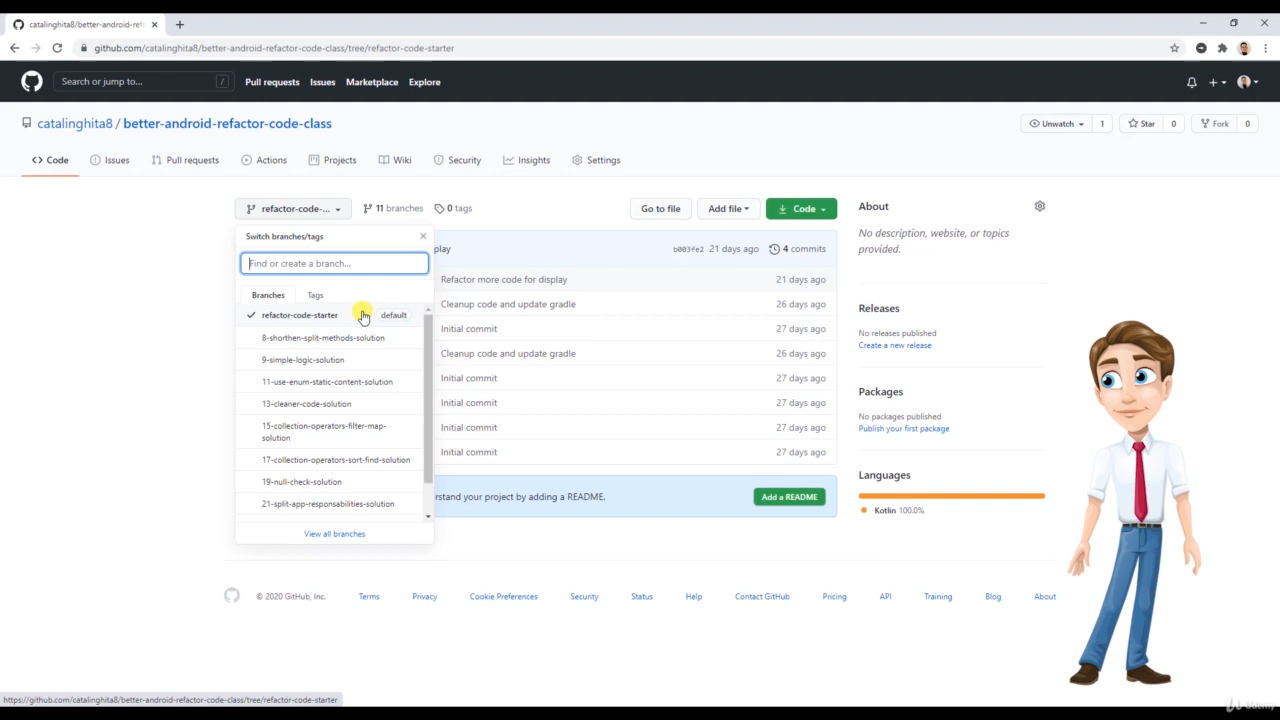 catalinghita8/better-android-ref
github.com/catalinghita8/better-android-refactor-code-class/tree/refactor-code-starter
Search or jump to... /
Pull requests Issues Marketplace Explore
catalinghita8 / better-android-refactor-code-class
Unwatch 1 Star 0 Fork 0
Code Issues Pull requests Actions Projects Wiki Security Insights Settings
refactor-code-... 11 branches 0 tags Go to file Add file Code
Switch branches/tags
Find or create a branch...
Branches Tags
refactor-code-starter default
8-shorthen-split-methods-solution
9-simple-logic-solution
11-use-enum-static-content-solution
13-cleaner-code-solution
15-collection-operators-filter-map-
solution
17-collection-operators-sort-find-solution
19-null-check-solution
21-split-app-responsabilities-solution
View all branches
play b003fe2 21 days ago 4 commits
Refactor more code for display 21 days ago
Cleanup code and update gradle 26 days ago
Initial commit 27 days ago
Cleanup code and update gradle 26 days ago
Initial commit 27 days ago
Initial commit 27 days ago
Initial commit 27 days ago
Initial commit 27 days ago
erstand your project by adding a README. Add a README
About
No description, website, or topics
provided.
Releases
No releases published
Create a new release
Packages
No packages published
Publish your first package
Languages
Kotlin 100.0%
© 2020 GitHub, Inc. Terms Privacy Cookie Preferences Security Status Help Contact GitHub Pricing API Training Blog About
https://github.com/catalinghita8/better-android-refactor-code-class/tree/refactor-code-starter
Udemy